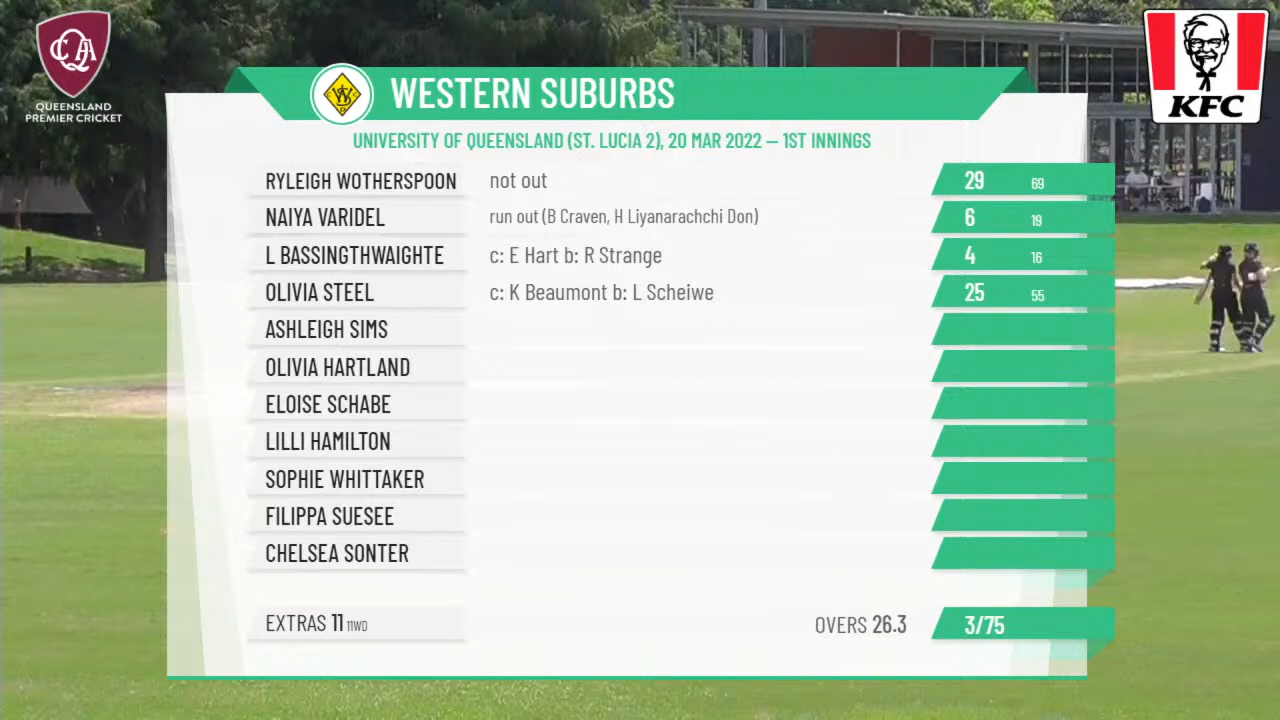 QUEENSLAND
PREMIER CRICKET
KFC
WESTERN SUBURBS
UNIVERSITY OF QUEENSLAND (ST. LUCIA 2), 20 MAR 2022 – 1ST INNINGS
RYLEIGH WOTHERSPOON not out 29 69
NAIYA VARIDEL run out (B Craven, H Liyanarachchi Don) 6 19
L BASSINGTHWAIGHTE c: E Hart b: R Strange 4 16
OLIVIA STEEL c: K Beaumont b: L Scheiwe 25 55
ASHLEIGH SIMS
OLIVIA HARTLAND
ELOISE SCHABE
LILLI HAMILTON
SOPHIE WHITTAKER
FILIPPA SUESEE
CHELSEA SONTER
EXTRAS 11 11WD OVERS 26.3 3/75